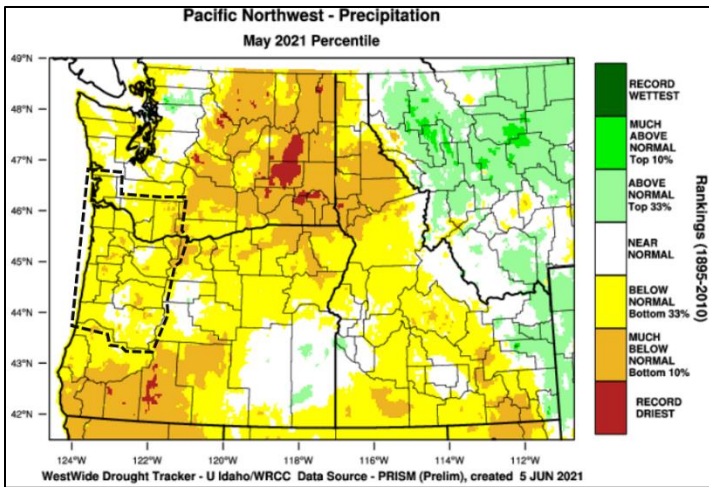 Pacific Northwest - Precipitation
May 2021 Percentile
49°N
48°N
47°N
46°N
45°N
44°N
43°N
42°N
124°W
122°W
120°W
118°W
116°W
114°W
112°W
RECORD
WETTEST
MUCH
ABOVE
NORMAL
Top 10%
ABOVE
NORMAL
Top 33%
NEAR
NORMAL
BELOW
NORMAL
Bottom 33%
MUCH
BELOW
NORMAL
Bottom 10%
RECORD
DRIEST
Rankings (1895-2010)
WestWide Drought Tracker - U Idaho/WRCC Data Source - PRISM (Prelim), created 5 JUN 2021